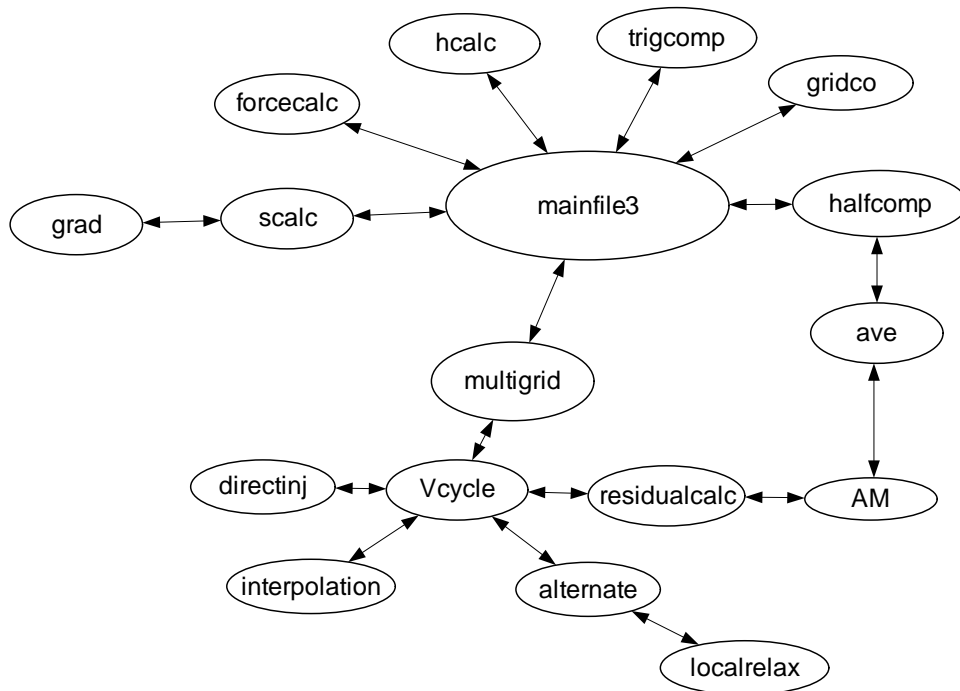 hcalc
trigcomp
gridco
forcecalc
mainfile3
halfcomp
scalc
grad
ave
multigrid
directinj
Vcycle
residualcalc
AM
interpolation
alternate
localrelax